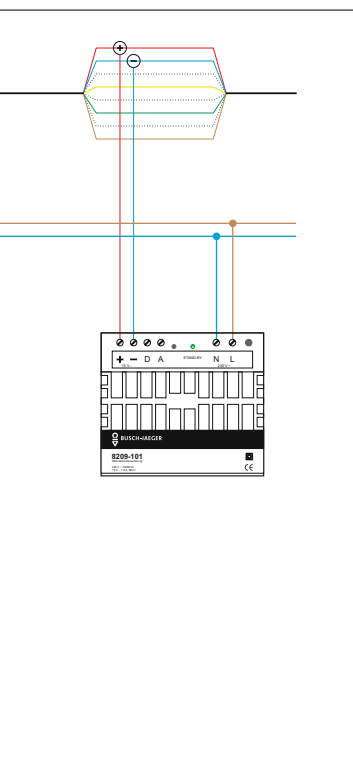 +
−
+ − D A STANDBY N L
BUSCH-JAEGER
8209-101
CE